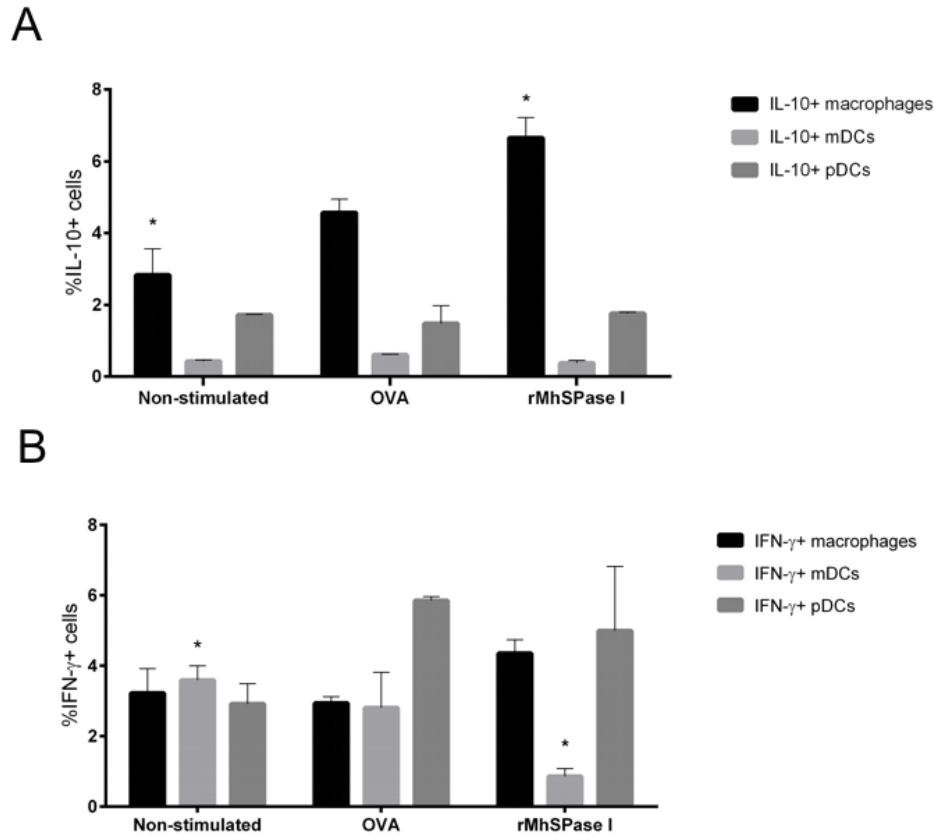 A
8
6
4
2
0
%IL-10+ cells
*
*
Non-stimulated
OVA
rMhSPase I
IL-10+ macrophages
IL-10+ mDCs
IL-10+ pDCs
B
8
6
4
2
0
%IFN-γ+ cells
*
*
Non-stimulated
OVA
rMhSPase I
IFN-γ+ macrophages
IFN-γ+ mDCs
IFN-γ+ pDCs